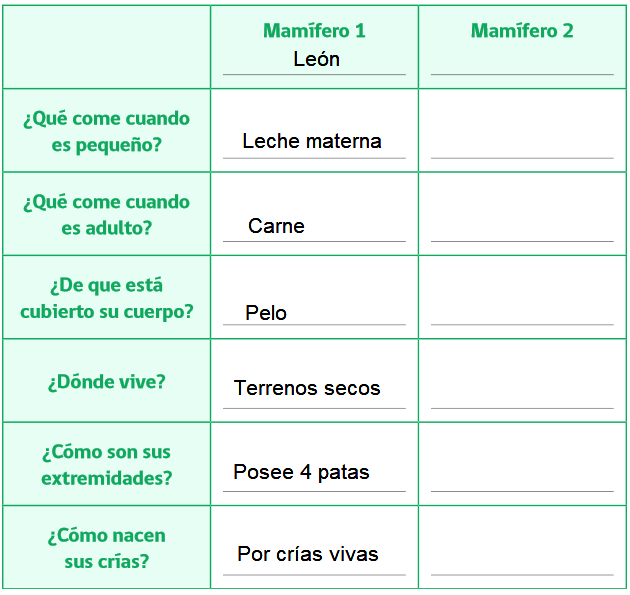 Mamífero 1
Mamífero 2
León
¿Qué come cuando
es pequeño?
Leche materna
¿Qué come cuando
es adulto?
Carne
¿De que está
cubierto su cuerpo?
Pelo
¿Dónde vive?
Terrenos secos
¿Cómo son sus
extremidades?
Posee 4 patas
¿Cómo nacen
sus crías?
Por crías vivas